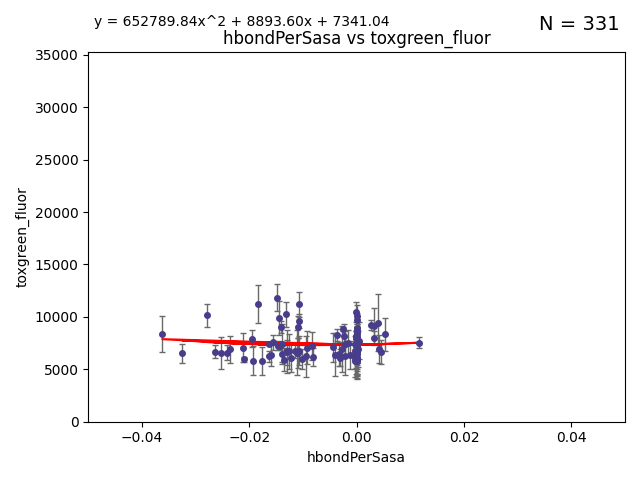 y = 652789.84x^2 + 8893.60x + 7341.04
N = 331
hbondPerSasa vs toxgreen_fluor
35000
30000
25000
20000
15000
10000
5000
0
toxgreen_fluor
−0.04
−0.02
0.00
0.02
0.04
hbondPerSasa